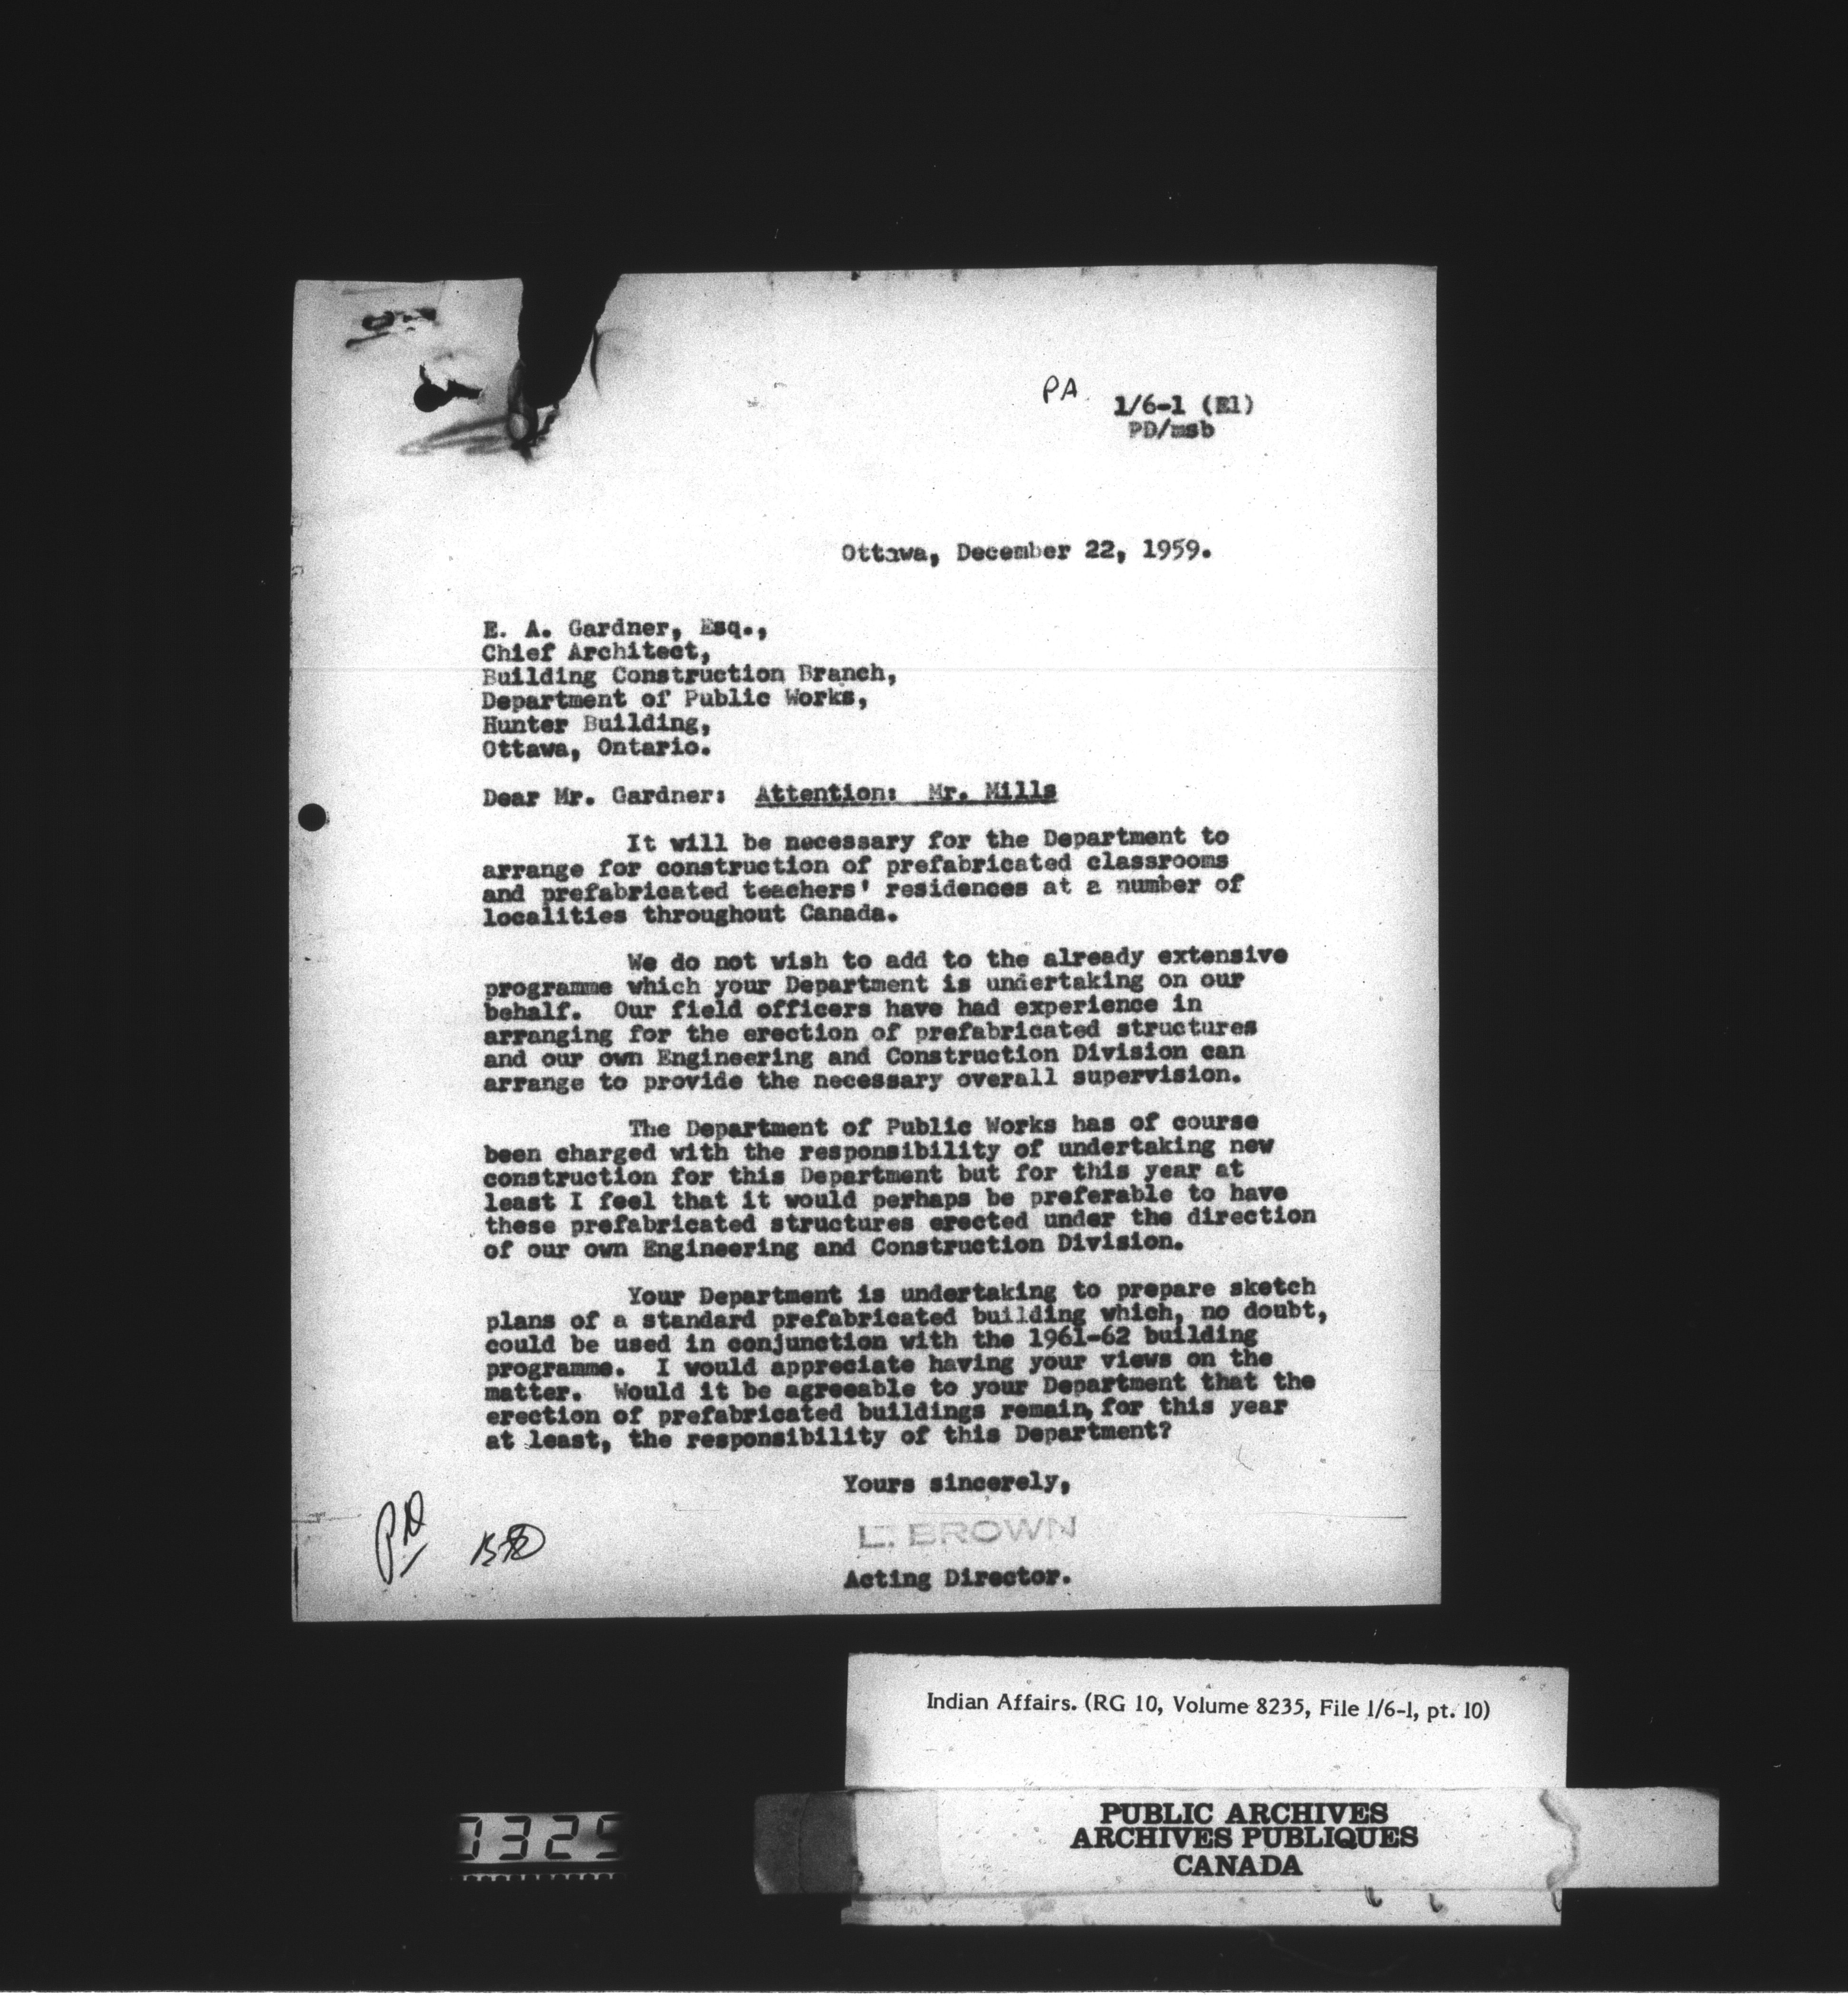 PA
1/6-1 (E1)
PD/msb
Ottawa, December 22, 1959.
E. A. Gardner, Esq.,
Chief Architect,
Building Construction Branch,
Department of Public Works,
Hunter Building,
Ottawa, Ontario.
Dear Mr. Gardner: Attention: Mr. Mills
It will be necessary for the Department to
arrange for construction of prefabricated classrooms
and prefabricated teachers' residences at a number of
localities throughout Canada.
We do not wish to add to the already extensive
programme which your Department is undertaking on our
behalf. Our field officers have had experience in
arranging for the erection of prefabricated structures
and our own Engineering and Construction Division can
arrange to provide the necessary overall supervision.
The Department of Public Works has of course
been charged with the responsibility of undertaking new
construction for this Department but for this year at
least I feel that it would perhaps be preferable to have
these prefabricated structures erected under the direction
of our own Engineering and Construction Division.
Your Department is undertaking to prepare sketch
plans of a standard prefabricated building which, no doubt,
could be used in conjunction with the 1961-62 building
programme. I would appreciate having your views on the
matter. Would it be agreeable to your Department that the
erection of prefabricated buildings remain, for this year
at least, the responsibility of this Department?
Yours sincerely,
L. BROWN
Acting Director.
PD
Indian Affairs. (RG 10, Volume 8235, File 1/6-1, pt. 10)
PUBLIC ARCHIVES
ARCHIVES PUBLIQUES
CANADA